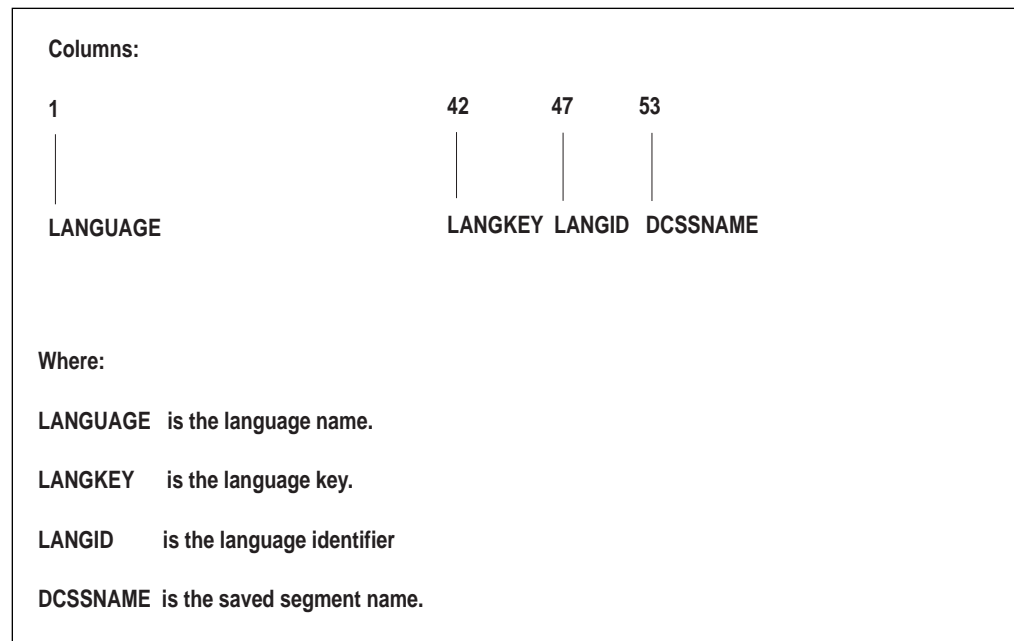 Columns:
1 42 47 53
LANGUAGE LANGKEY LANGID DCSSNAME
Where:
LANGUAGE is the language name.
LANGKEY is the language key.
LANGID is the language identifier
DCSSNAME is the saved segment name.